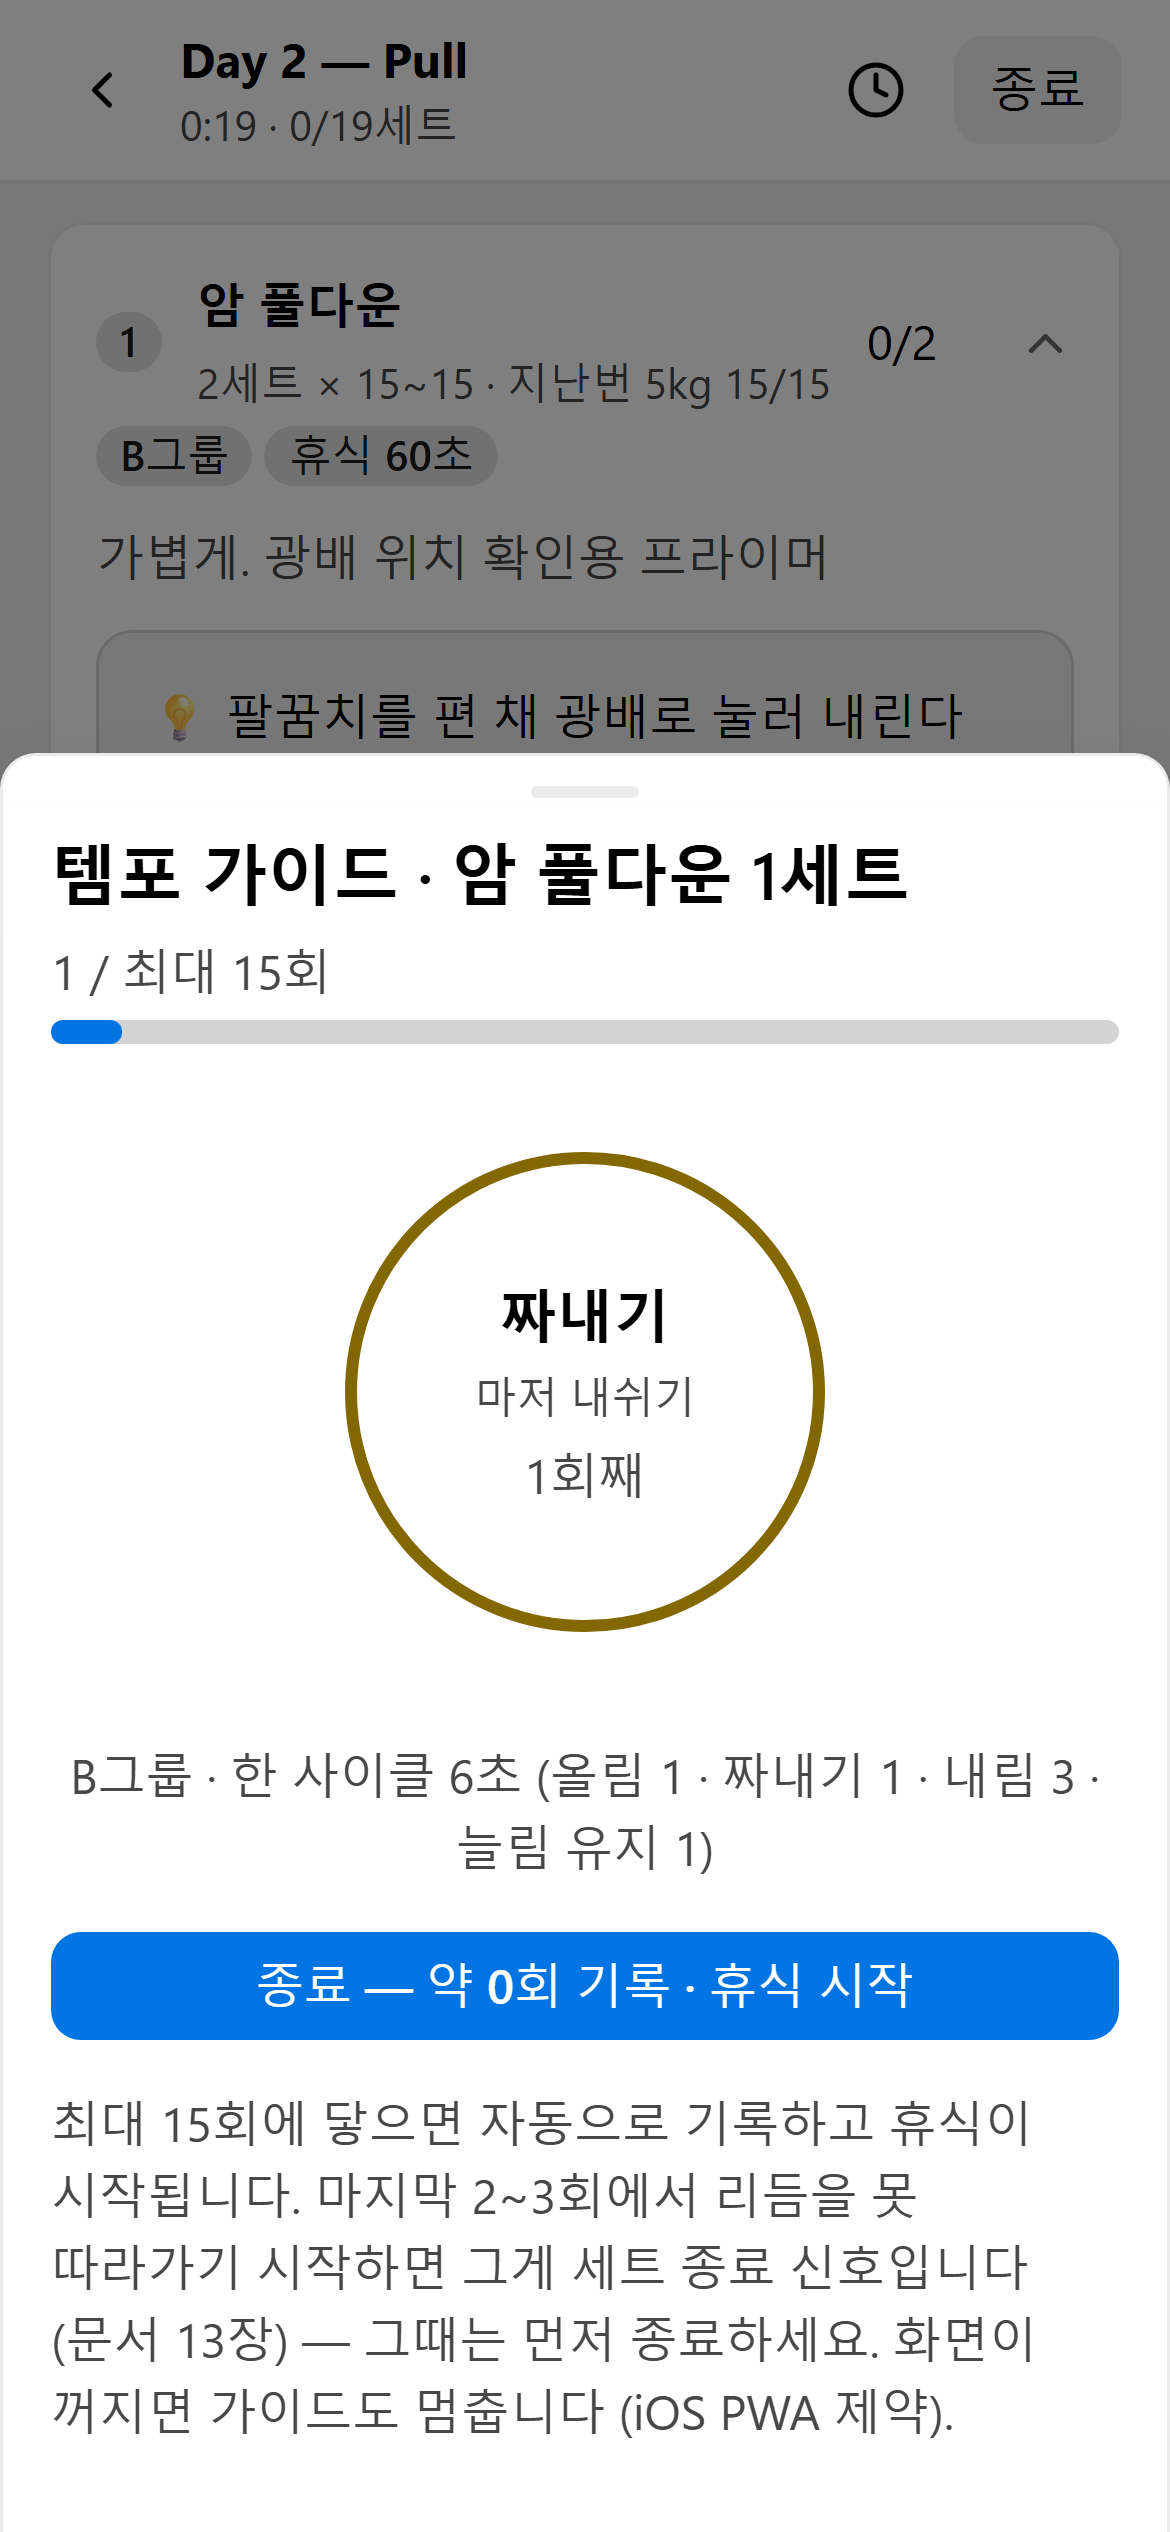 Day 2 — Pull
0:19 · 0/19세트
종료
1
암 풀다운
2세트 × 15~15 · 지난번 5kg 15/15
0/2
B그룹
휴식 60초
가볍게. 광배 위치 확인용 프라이머
💡 팔꿈치를 편 채 광배로 눌러 내린다
템포 가이드 · 암 풀다운 1세트
1 / 최대 15회
짜내기
마저 내쉬기
1회째
B그룹 · 한 사이클 6초 (올림 1 · 짜내기 1 · 내림 3 ·
늘림 유지 1)
종료 — 약 0회 기록 · 휴식 시작
최대 15회에 닿으면 자동으로 기록하고 휴식이
시작됩니다. 마지막 2~3회에서 리듬을 못
따라가기 시작하면 그게 세트 종료 신호입니다
(문서 13장) — 그때는 먼저 종료하세요. 화면이
꺼지면 가이드도 멈춥니다 (iOS PWA 제약).